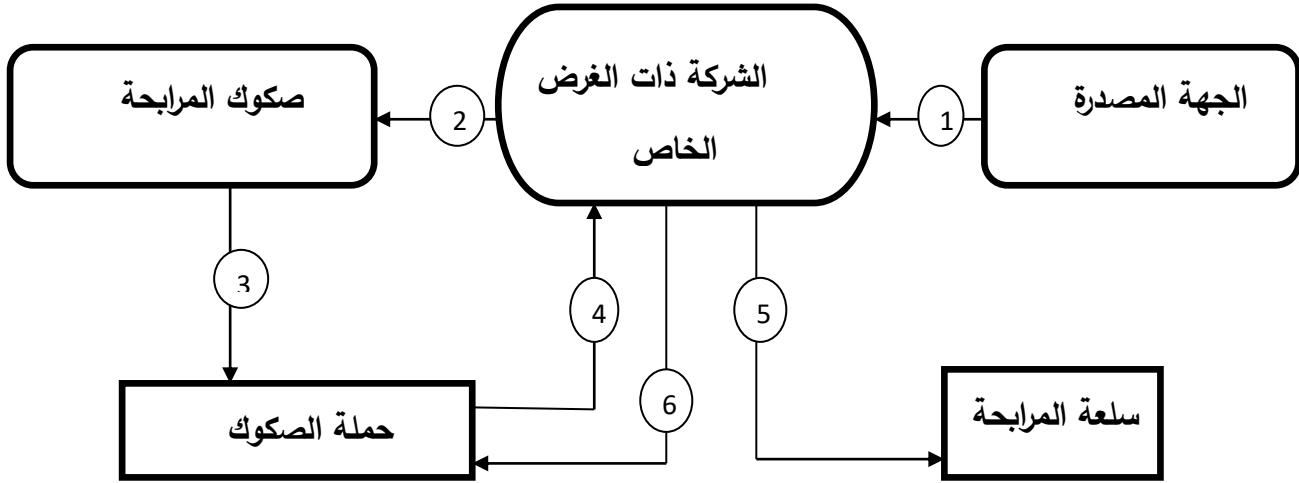 الجهة المصدرة
1
الشركة ذات الغرض
الخاص
2
صكوك المرابحة
3
4
5
6
حملة الصكوك
سلعة المرابحة